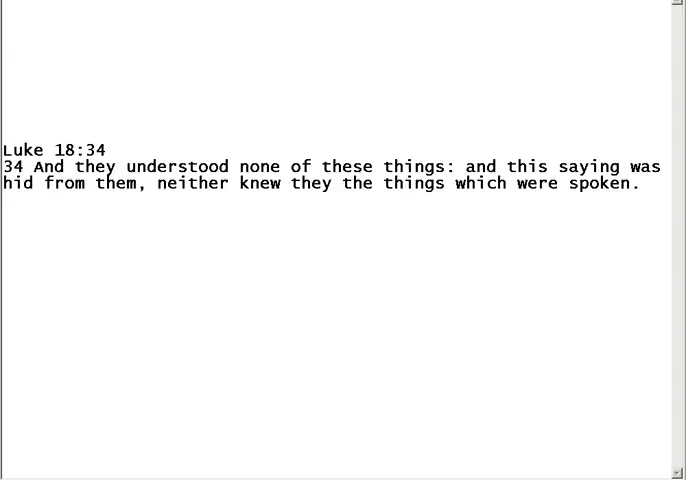 Luke 18:34
34 And they understood none of these things: and this saying was
hid from them, neither knew they the things which were spoken.